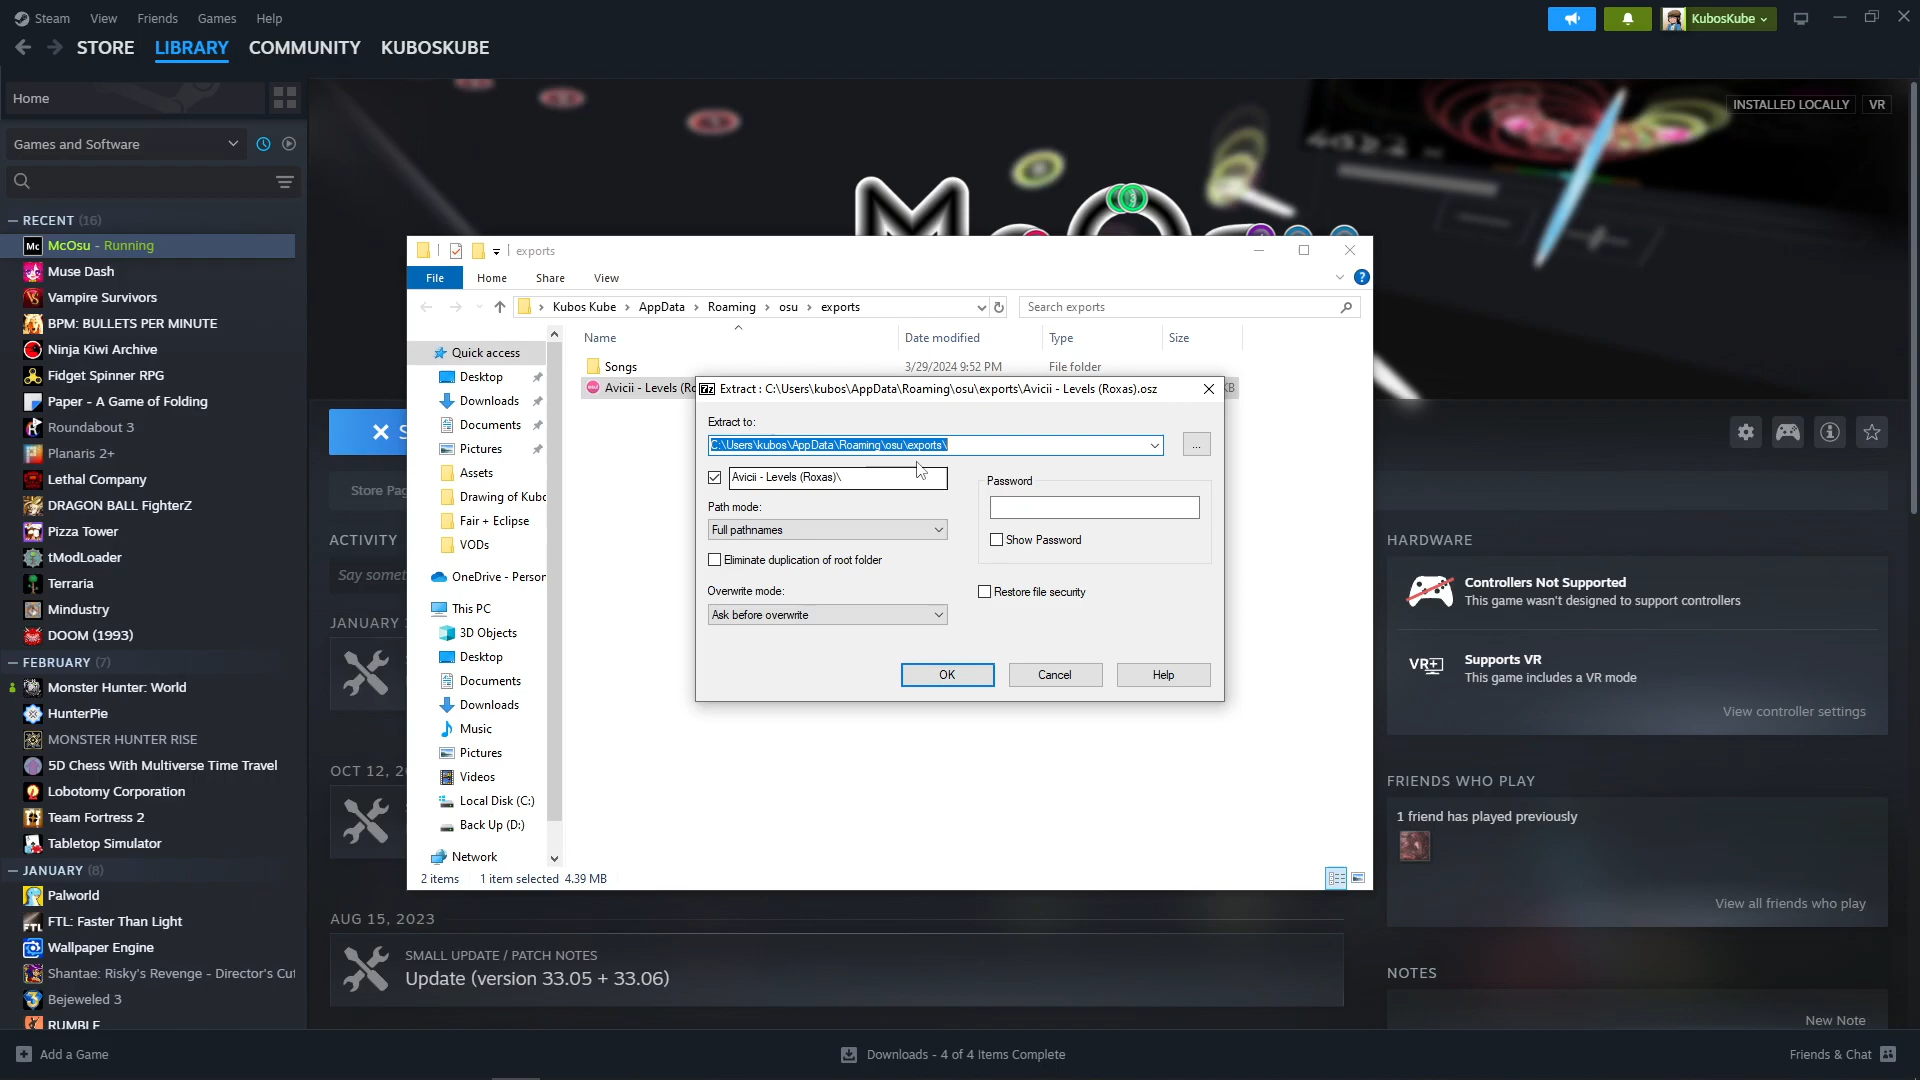 Steam View Friends Games Help
KubosKube
STORE LIBRARY COMMUNITY KUBOSKUBE
Home
Games and Software
— RECENT (16)
Mc McOsu - Running
Muse Dash
Vampire Survivors
BPM: BULLETS PER MINUTE
Ninja Kiwi Archive
Fidget Spinner RPG
Paper - A Game of Folding
Roundabout 3
Planaris 2+
Lethal Company
DRAGON BALL FighterZ
Pizza Tower
tModLoader
Terraria
Mindustry
DOOM (1993)
— FEBRUARY (7)
Monster Hunter: World
HunterPie
MONSTER HUNTER RISE
5D Chess With Multiverse Time Travel
Lobotomy Corporation
Team Fortress 2
Tabletop Simulator
— JANUARY (8)
Palworld
FTL FTL: Faster Than Light
Wallpaper Engine
Shantae: Risky's Revenge - Director's Cut
Bejeweled 3
RUMBLE
Add a Game
INSTALLED LOCALLY VR
Store Pag
ACTIVITY
Say somet
JANUARY
OCT 12, 2
AUG 15, 2023
SMALL UPDATE / PATCH NOTES
Update (version 33.05 + 33.06)
exports
File Home Share View
Kubos Kube > AppData > Roaming > osu > exports
Search exports
Name Date modified Type Size
Songs 3/29/2024 9:52 PM File folder
Avicii - Levels (Ro KB
Quick access
Desktop
Downloads
Documents
Pictures
Assets
Drawing of Kubo
Fair + Eclipse
VODs
OneDrive - Person
This PC
3D Objects
Desktop
Documents
Downloads
Music
Pictures
Videos
Local Disk (C:)
Back Up (D:)
Network
2 items 1 item selected 4.39 MB
Extract : C:\Users\kubos\AppData\Roaming\osu\exports\Avicii - Levels (Roxas).osz
Extract to:
C:\Users\kubos\AppData\Roaming\osu\exports\
...
Avicii - Levels (Roxas)\
Path mode:
Full pathnames
Eliminate duplication of root folder
Overwrite mode:
Ask before overwrite
Password
Show Password
Restore file security
OK Cancel Help
HARDWARE
Controllers Not Supported
This game wasn't designed to support controllers
VR Supports VR
This game includes a VR mode
View controller settings
FRIENDS WHO PLAY
1 friend has played previously
View all friends who play
NOTES
New Note
Downloads - 4 of 4 Items Complete
Friends & Chat